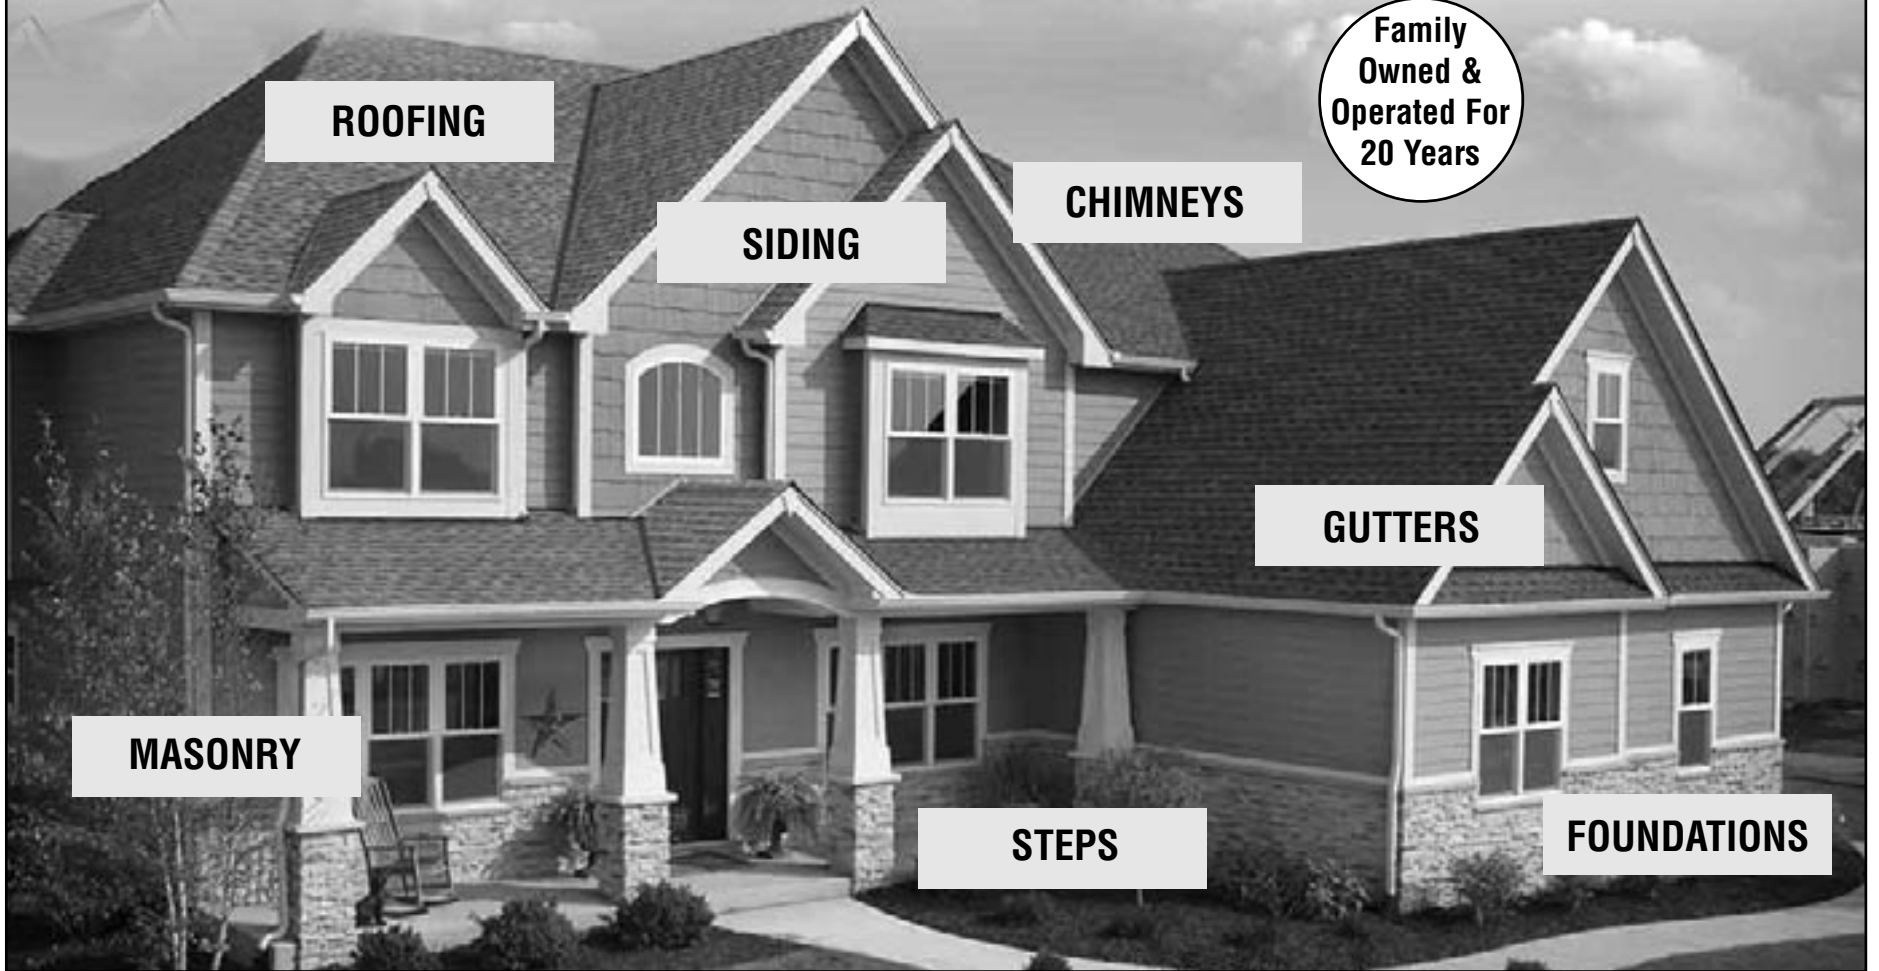 Family
Owned &
Operated For
20 Years
ROOFING
CHIMNEYS
SIDING
GUTTERS
MASONRY
STEPS
FOUNDATIONS